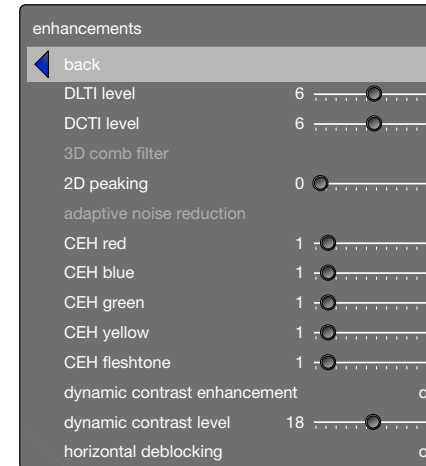 enhancements
back
DLTI level 6
DCTI level 6
3D comb filter
2D peaking 0
adaptive noise reduction
CEH red 1
CEH blue 1
CEH green 1
CEH yellow 1
CEH fleshtone 1
dynamic contrast enhancement
dynamic contrast level 18
horizontal deblocking